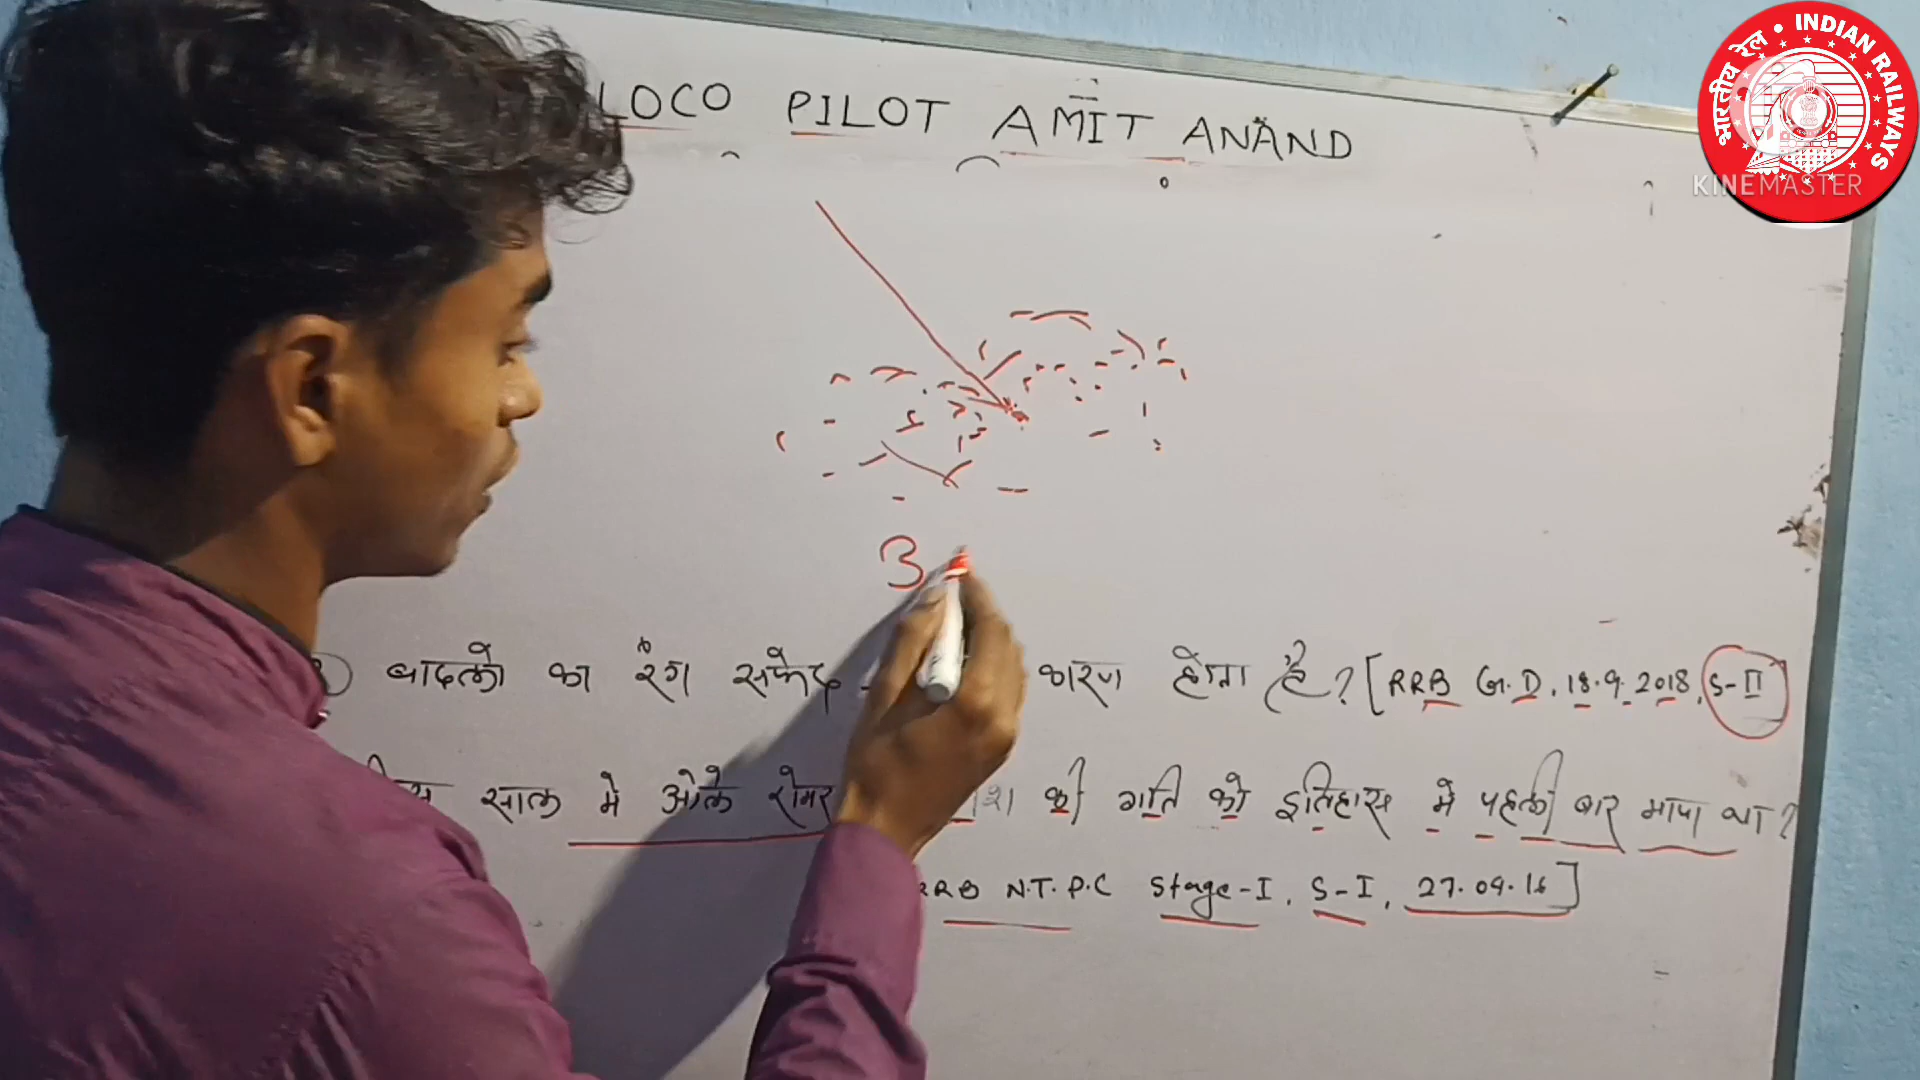 LOCO PILOT AMIT ANAND
भारतीय रेल • INDIAN RAILWAYS
KINEMASTER
3
बादलो का रंग सफेद कारण होता है? [RRB G.D. 18.9.2018, S-II]
साल मे ओले रोमर की गति को इतिहास में पहली बार मापा था?
RRB N.T.P.C Stage-I, S-I, 27.04.16]